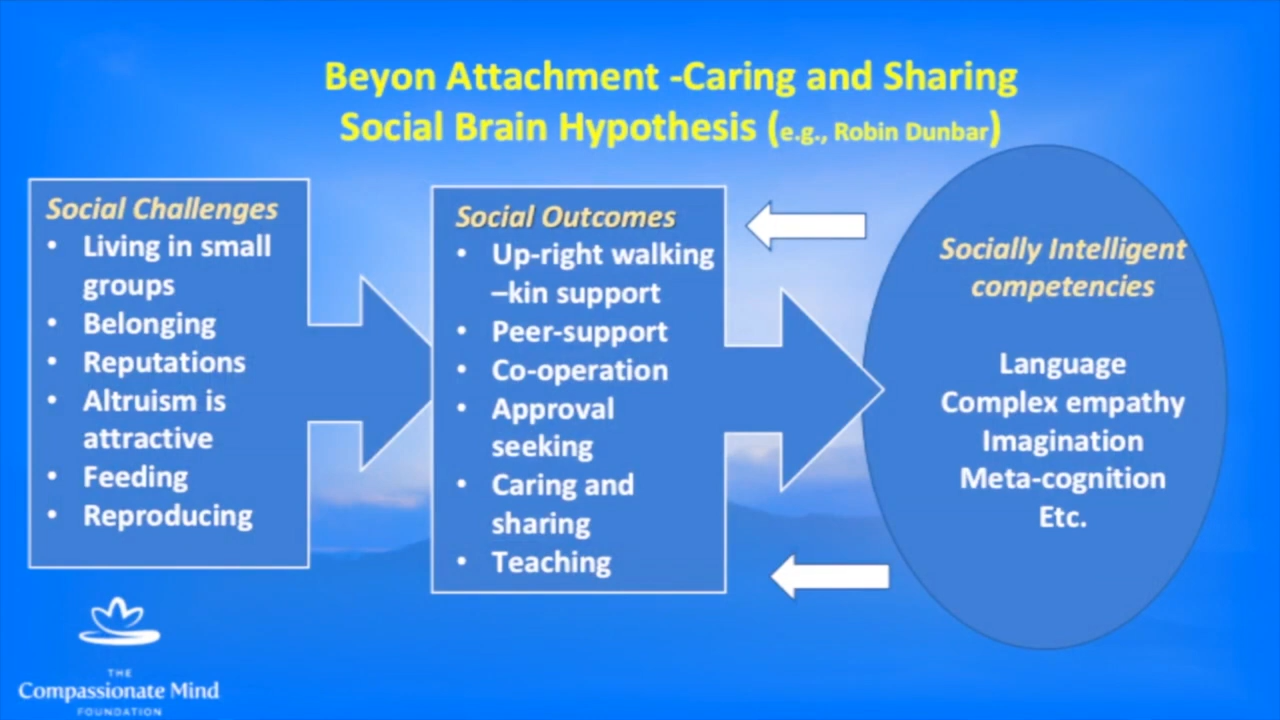 Beyon Attachment -Caring and Sharing
Social Brain Hypothesis (e.g., Robin Dunbar)
Social Challenges
• Living in small
groups
• Belonging
• Reputations
• Altruism is
attractive
• Feeding
• Reproducing
Social Outcomes
• Up-right walking
–kin support
• Peer-support
• Co-operation
• Approval
seeking
• Caring and
sharing
• Teaching
Socially Intelligent
competencies
Language
Complex empathy
Imagination
Meta-cognition
Etc.
THE
Compassionate Mind
FOUNDATION